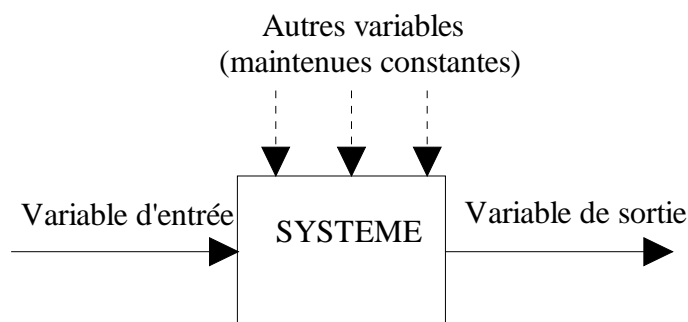 Autres variables
(maintenues constantes)
Variable d'entrée
SYSTEME
Variable de sortie